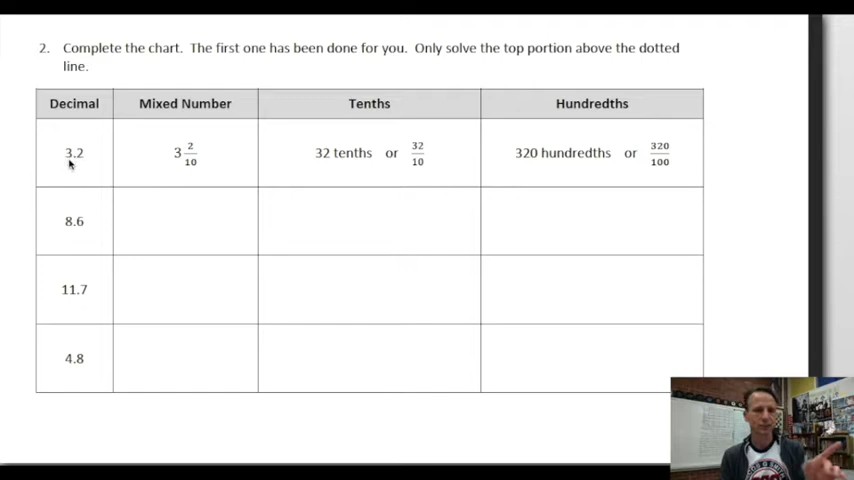 2. Complete the chart. The first one has been done for you. Only solve the top portion above the dotted
line.
Decimal Mixed Number Tenths Hundredths
3.2 3 2/10 32 tenths or 32/10 320 hundredths or 320/100
8.6
11.7
4.8